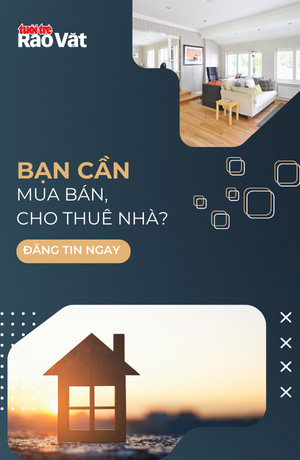 tuổi trẻ
Rao Vặt
BẠN CẦN
MUA BÁN,
CHO THUÊ NHÀ?
ĐĂNG TIN NGAY